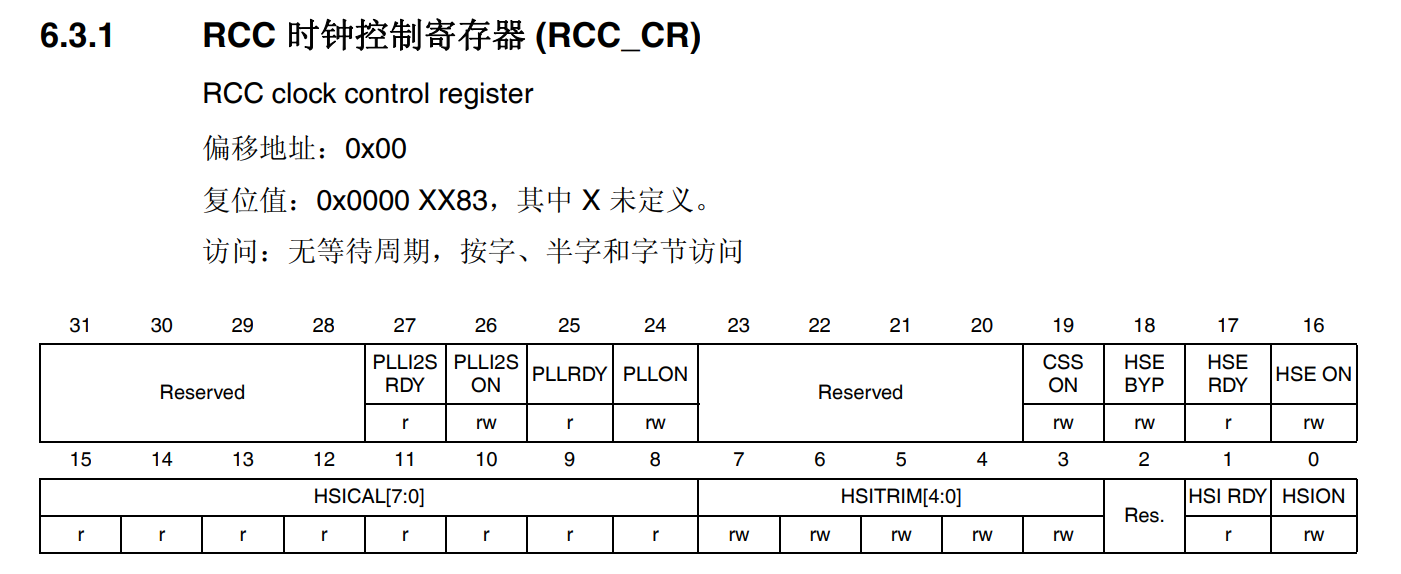 6.3.1 RCC 时钟控制寄存器 (RCC_CR)
RCC clock control register
偏移地址：0x00
复位值：0x0000 XX83，其中 X 未定义。
访问：无等待周期，按字、半字和字节访问
31 30 29 28 27 26 25 24 23 22 21 20 19 18 17 16
Reserved PLLI2S RDY PLLI2S ON PLLRDY PLLON Reserved CSS ON HSE BYP HSE RDY HSE ON
r rw r rw rw rw r rw
15 14 13 12 11 10 9 8 7 6 5 4 3 2 1 0
HSICAL[7:0] HSITRIM[4:0] Res. HSI RDY HSION
r r r r r r r r rw rw rw rw rw r rw